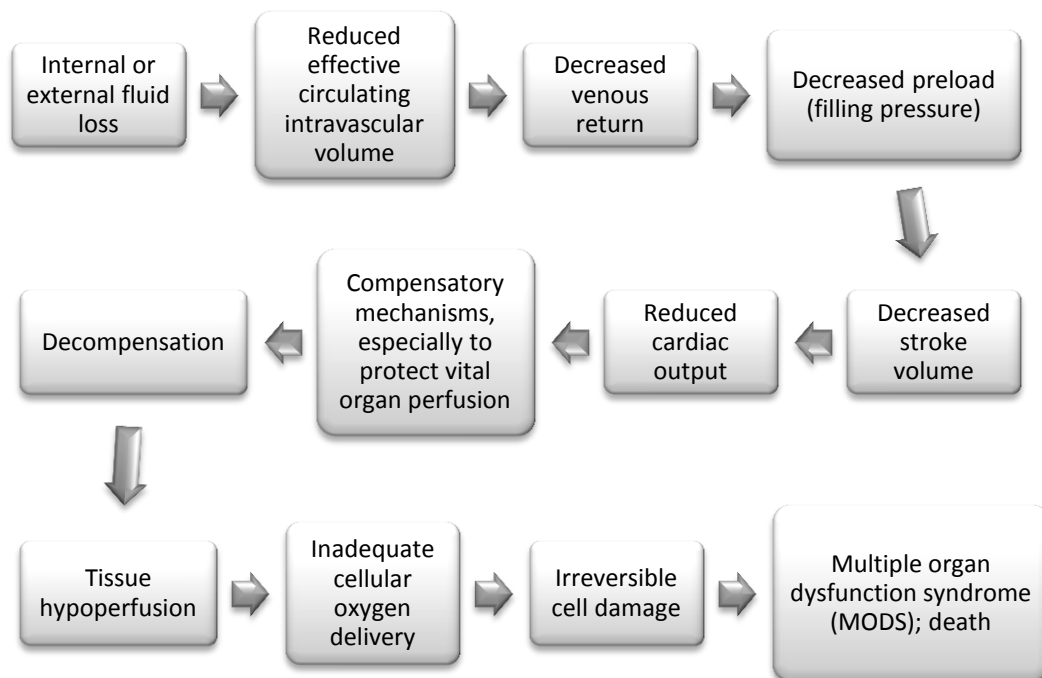 Internal or
external fluid
loss
Reduced
effective
circulating
intravascular
volume
Decreased
venous
return
Decreased preload
(filling pressure)
Decreased
stroke
volume
Reduced
cardiac
output
Compensatory
mechanisms,
especially to
protect vital
organ perfusion
Decompensation
Tissue
hypoperfusion
Inadequate
cellular
oxygen
delivery
Irreversible
cell damage
Multiple organ
dysfunction syndrome
(MODS); death